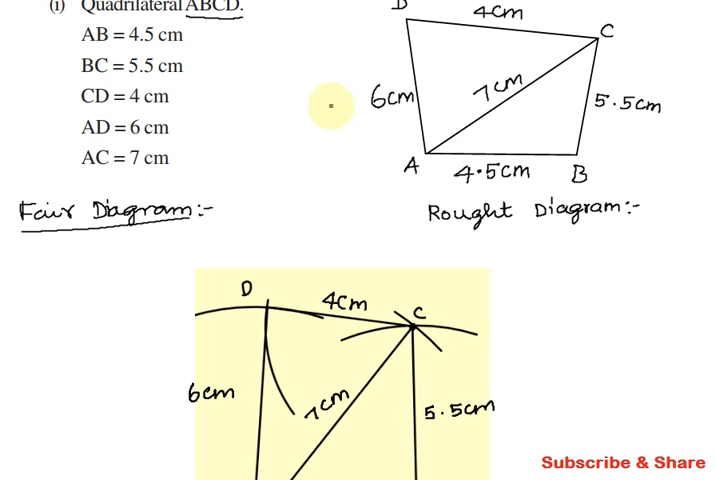 (i) Quadrilateral ABCD.
AB = 4.5 cm
BC = 5.5 cm
CD = 4 cm
AD = 6 cm
AC = 7 cm
D
4cm
C
6cm
7cm
5.5cm
A
4.5cm
B
Fair Diagram:-
Rought Diagram:-
D
4cm
C
6cm
7cm
5.5cm
Subscribe & Share